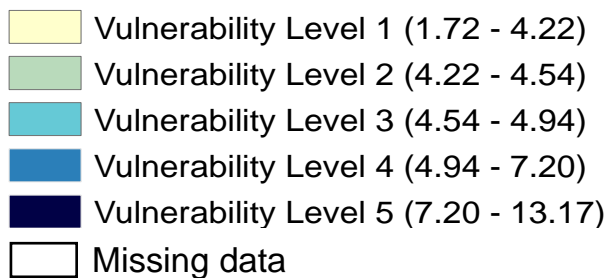 Vulnerability Level 1 (1.72 - 4.22)
Vulnerability Level 2 (4.22 - 4.54)
Vulnerability Level 3 (4.54 - 4.94)
Vulnerability Level 4 (4.94 - 7.20)
Vulnerability Level 5 (7.20 - 13.17)
Missing data